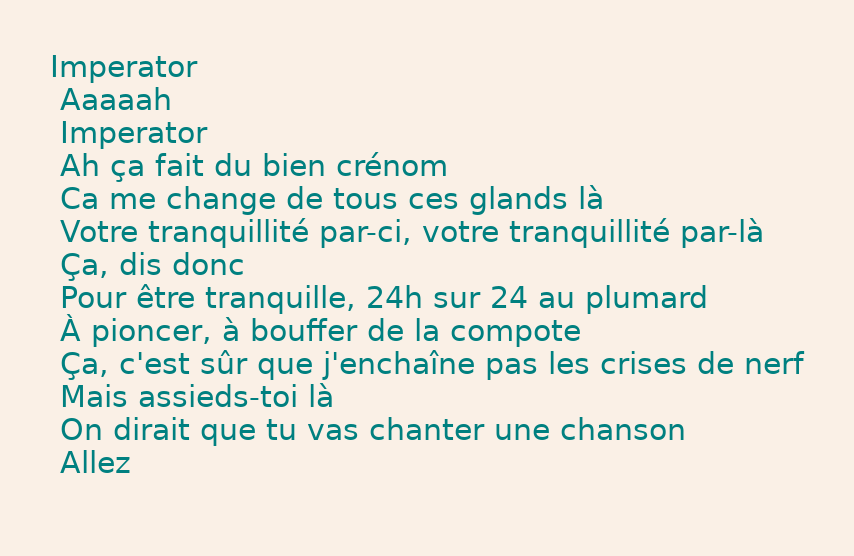 Imperator
Aaaaah
Imperator
Ah ça fait du bien crénom
Ca me change de tous ces glands là
Votre tranquillité par-ci, votre tranquillité par-là
Ça, dis donc
Pour être tranquille, 24h sur 24 au plumard
À pioncer, à bouffer de la compote
Ça, c'est sûr que j'enchaîne pas les crises de nerf
Mais assieds-toi là
On dirait que tu vas chanter une chanson
Allez